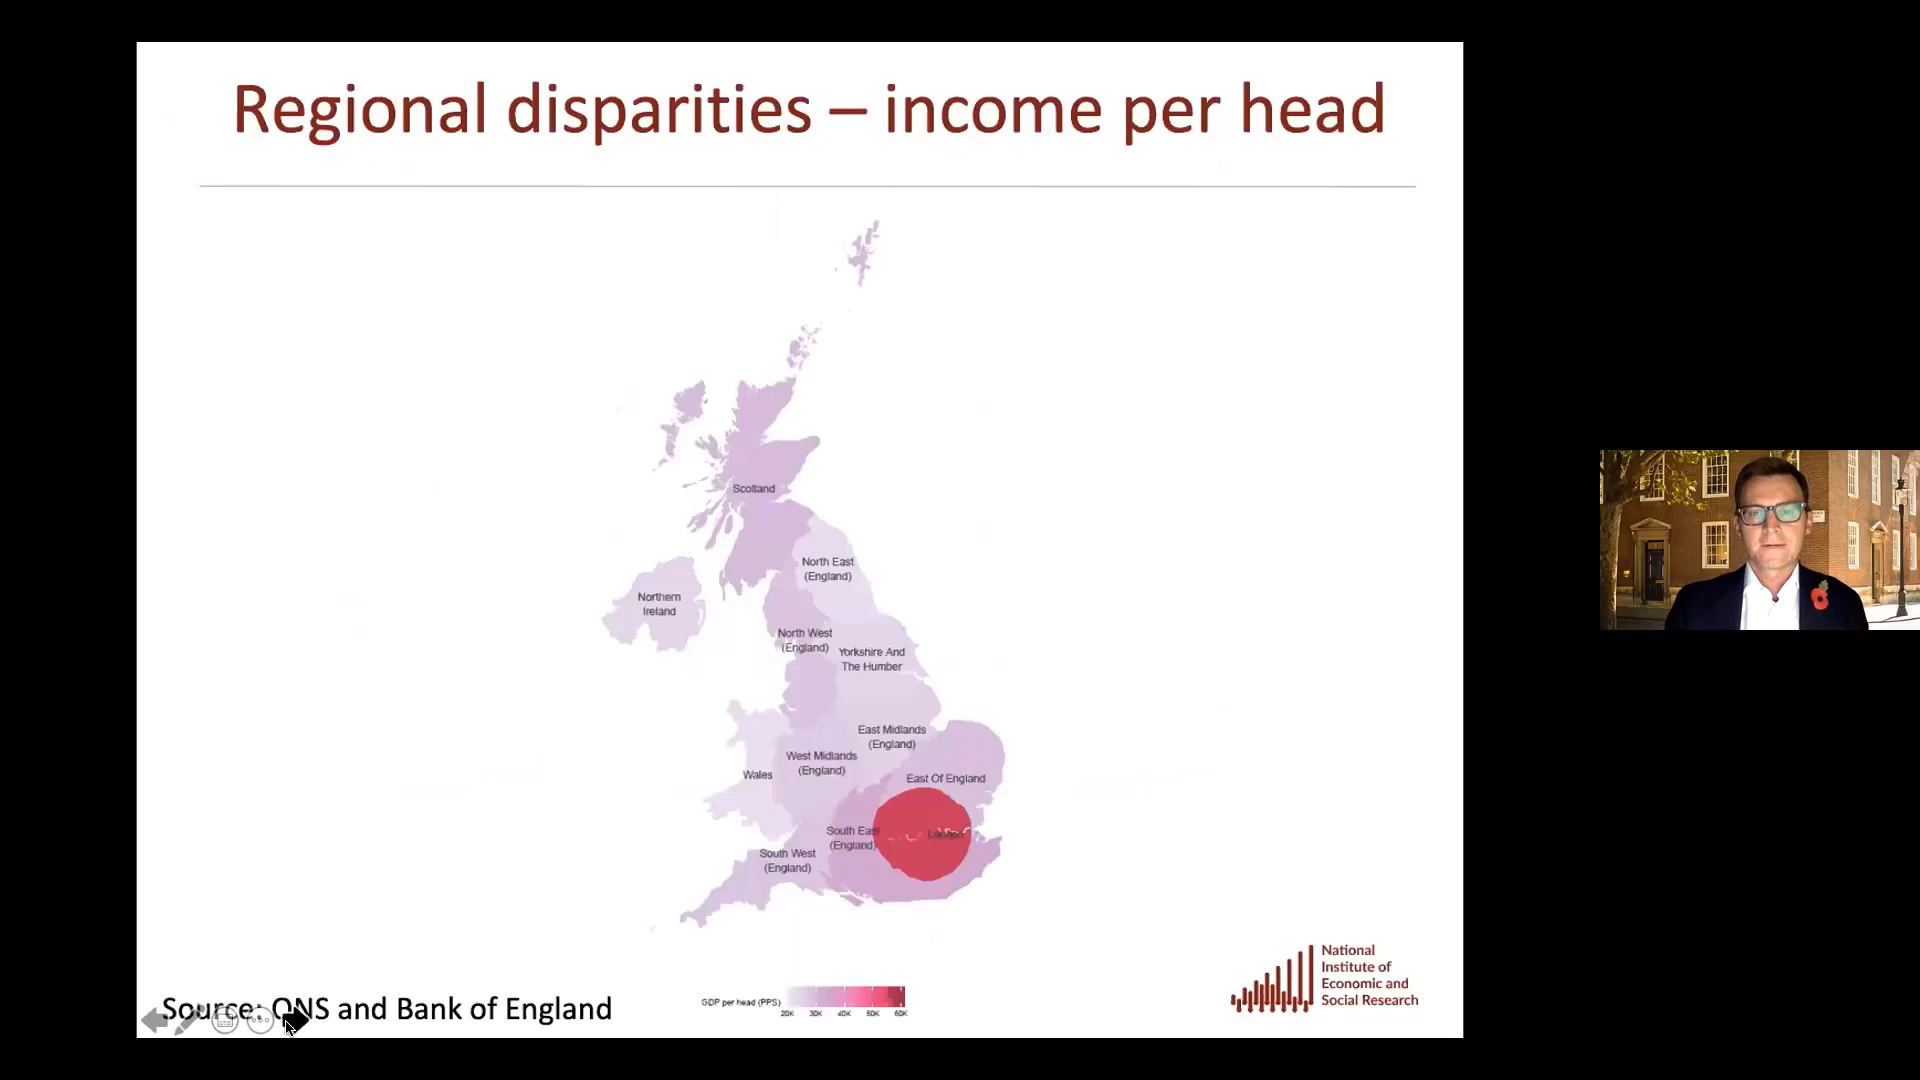 Regional disparities – income per head
Scotland
North East
(England)
Northern
Ireland
North West
(England)
Yorkshire And
The Humber
East Midlands
(England)
West Midlands
(England)
Wales
East Of England
South East
(England)
London
South West
(England)
Source: ONS and Bank of England
GDP per head (PPS)
20K 30K 40K 50K 60K
National
Institute of
Economic and
Social Research